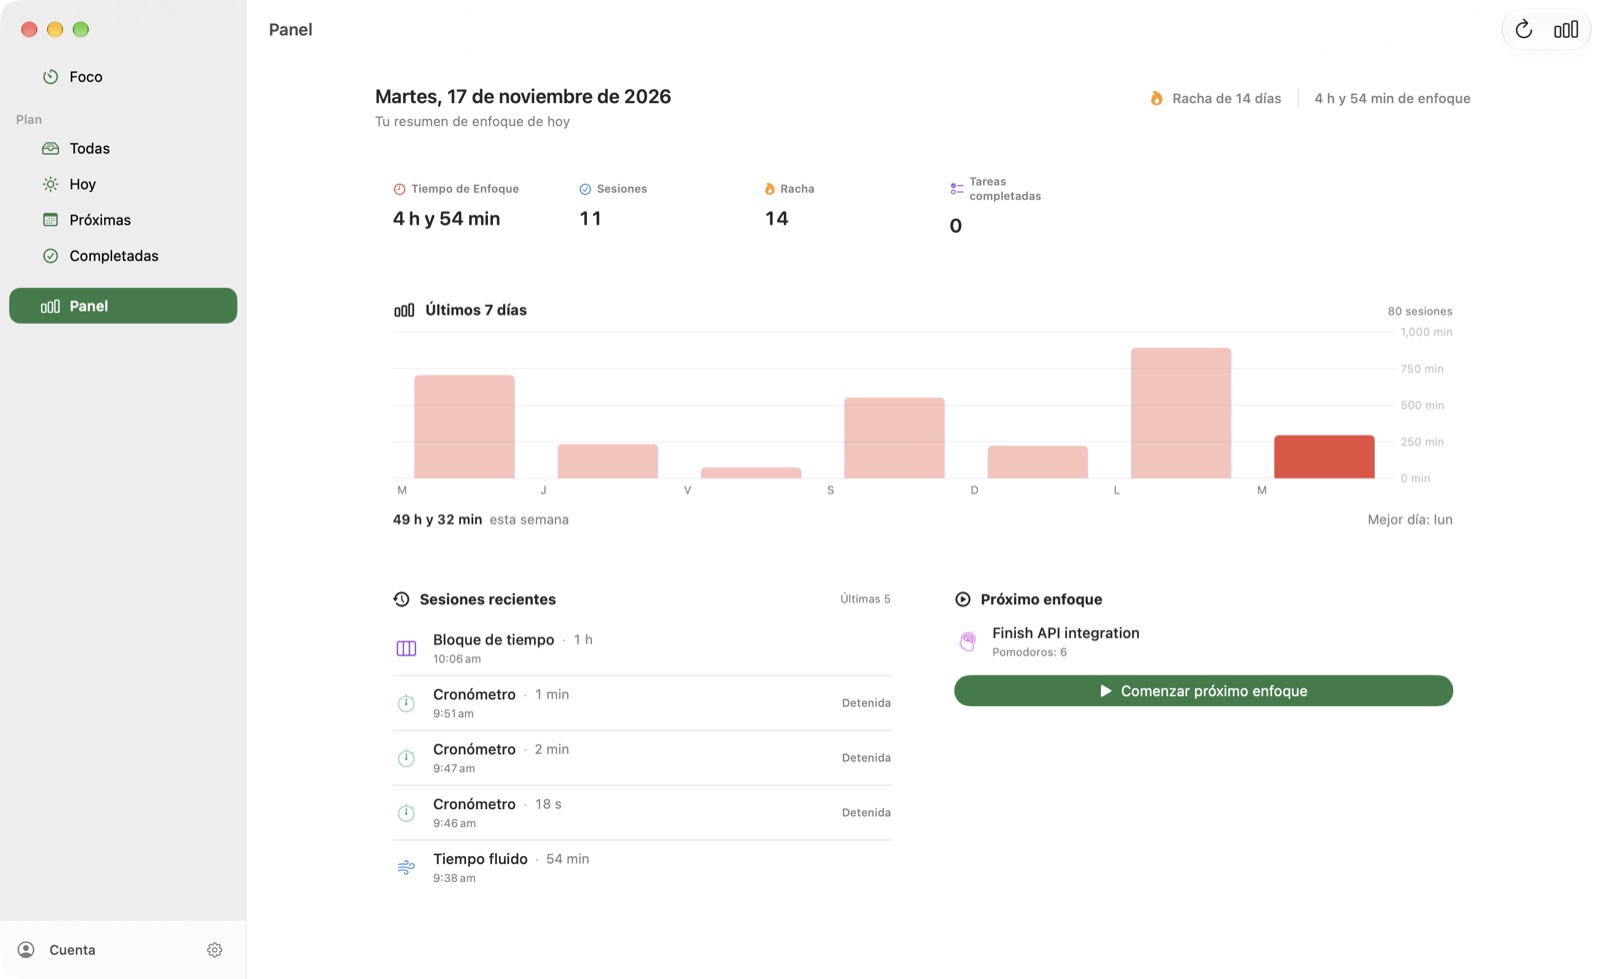 Foco
Plan
Todas
Hoy
Próximas
Completadas
Panel
Cuenta
Panel
Martes, 17 de noviembre de 2026
Tu resumen de enfoque de hoy
Racha de 14 días
4 h y 54 min de enfoque
Tiempo de Enfoque
4 h y 54 min
Sesiones
11
Racha
14
Tareas
completadas
0
Últimos 7 días
80 sesiones
1,000 min
750 min
500 min
250 min
0 min
M J V S D L M
49 h y 32 min esta semana
Mejor día: lun
Sesiones recientes
Últimas 5
Bloque de tiempo · 1 h
10:06 am
Cronómetro · 1 min
9:51 am
Detenida
Cronómetro · 2 min
9:47 am
Detenida
Cronómetro · 18 s
9:46 am
Detenida
Tiempo fluido · 54 min
9:38 am
Próximo enfoque
Finish API integration
Pomodoros: 6
Comenzar próximo enfoque